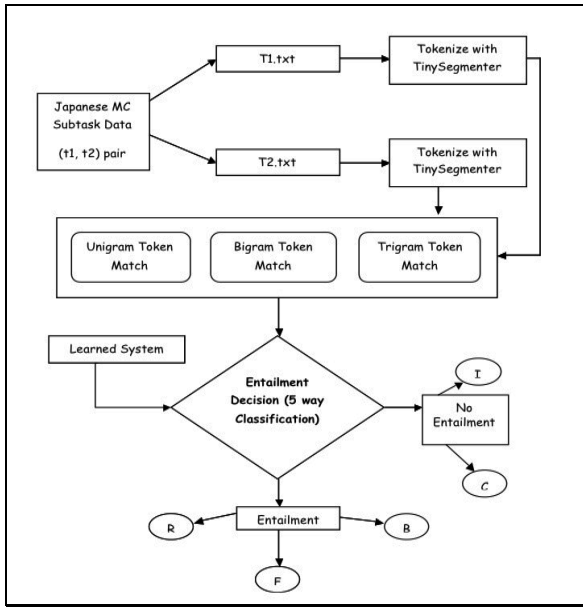 T1.txt
Tokenize with
TinySegmenter
Japanese MC
Subtask Data
(t1, t2) pair
T2.txt
Tokenize with
TinySegmenter
Unigram Token
Match
Bigram Token
Match
Trigram Token
Match
Learned System
Entailment
Decision (5 way
Classification)
I
No
Entailment
C
R
Entailment
B
F